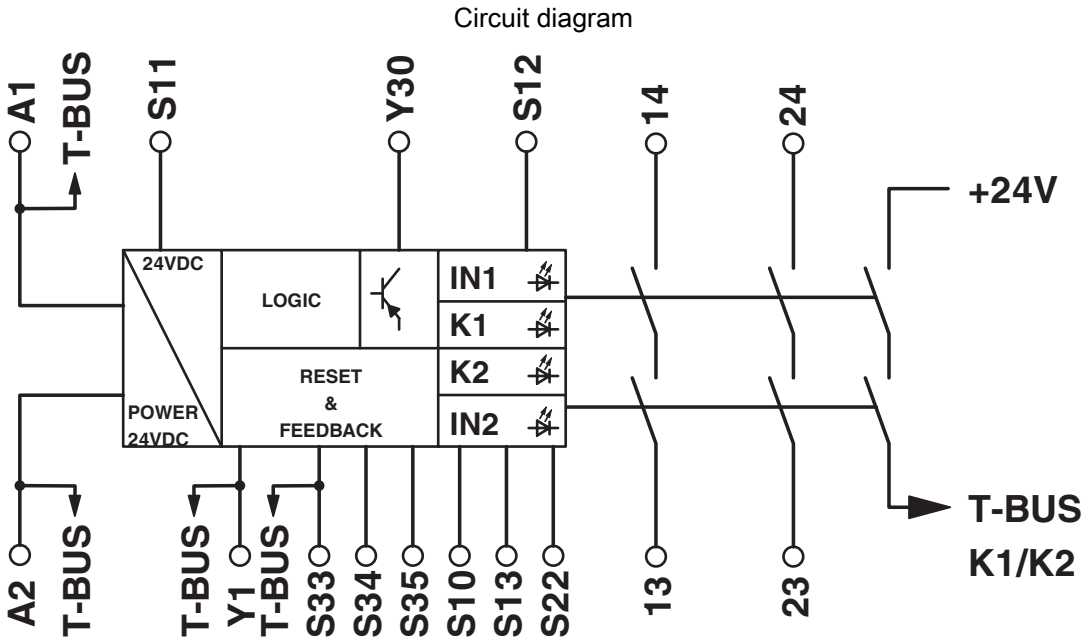 Circuit diagram
A1
T-BUS
S11
Y30
S12
14
24
+24V
24VDC
LOGIC
IN1
K1
K2
IN2
RESET
&
FEEDBACK
POWER
24VDC
A2
T-BUS
T-BUS
Y1
T-BUS
S33
S34
S35
S10
S13
S22
13
23
T-BUS
K1/K2